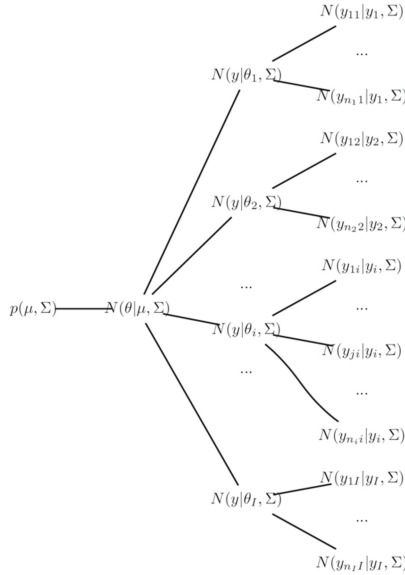 N(y_{11}|y_1, Σ)
...
N(y|θ_1, Σ)
N(y_{n_1 1}|y_1, Σ)
N(y_{12}|y_2, Σ)
...
N(y|θ_2, Σ)
N(y_{n_2 2}|y_2, Σ)
N(y_{1i}|y_i, Σ)
...
...
p(μ, Σ)
N(θ|μ, Σ)
N(y|θ_i, Σ)
N(y_{ji}|y_i, Σ)
...
...
N(y_{n_i i}|y_i, Σ)
N(y_{1I}|y_I, Σ)
N(y|θ_I, Σ)
...
N(y_{n_I I}|y_I, Σ)